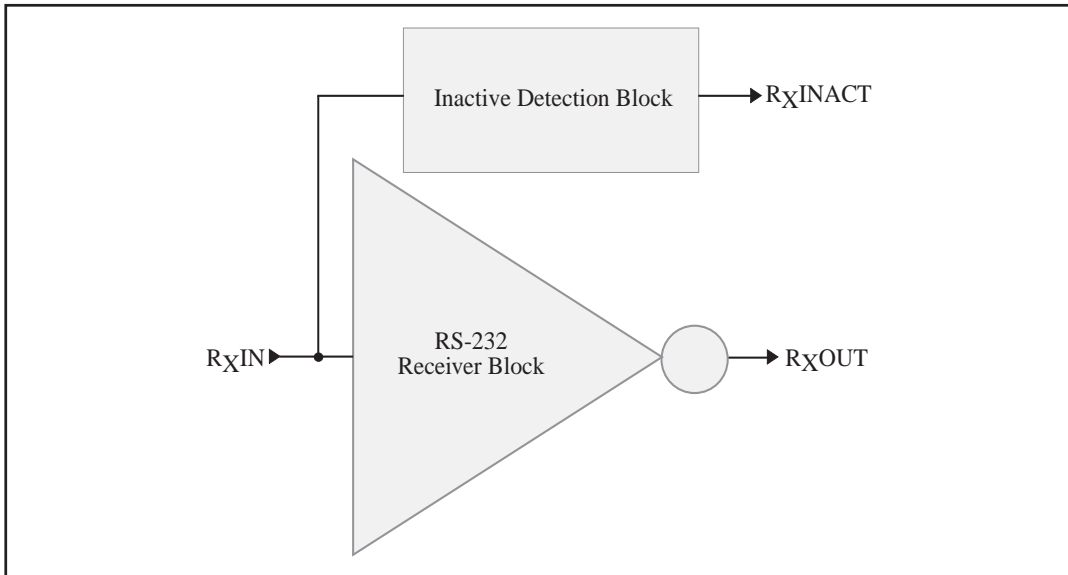 Inactive Detection Block
RXINACT
RS-232
Receiver Block
RXIN
RXOUT